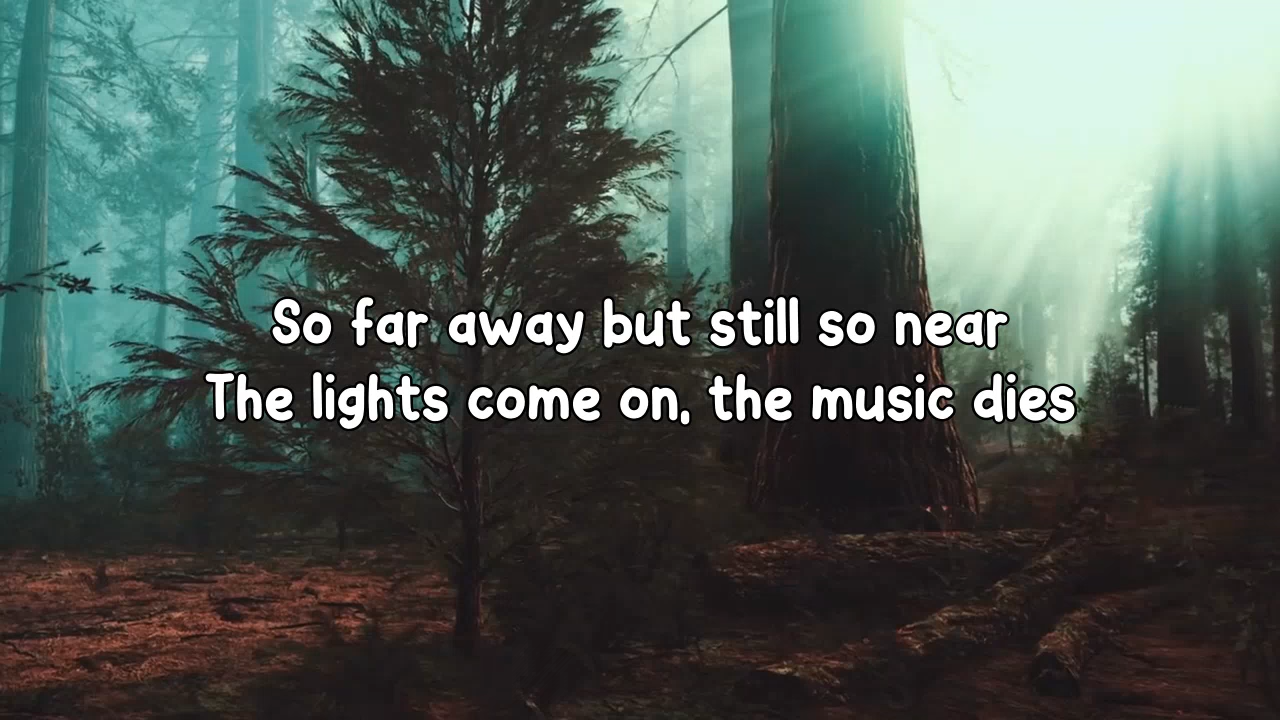 So far away but still so near
The lights come on, the music dies